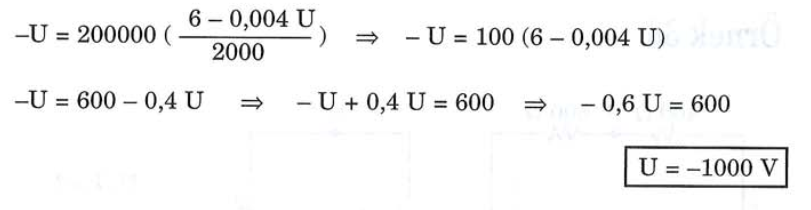 –U = 200000 ( (6 – 0,004 U) / 2000 ) ⇒ – U = 100 (6 – 0,004 U)
–U = 600 – 0,4 U ⇒ – U + 0,4 U = 600 ⇒ – 0,6 U = 600
U = –1000 V